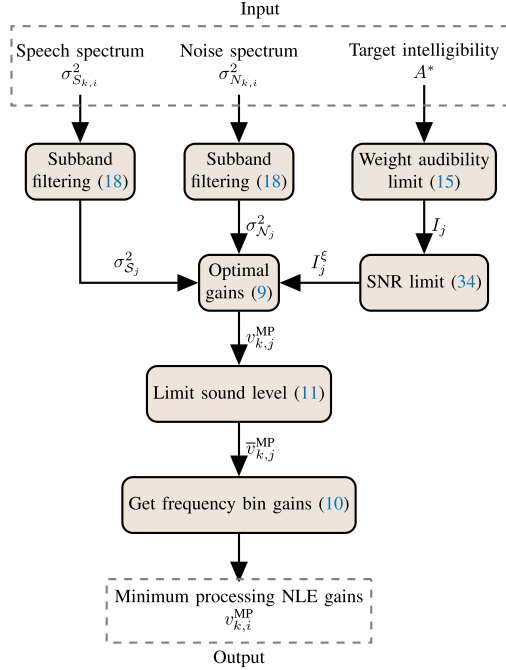 Input
Speech spectrum
σ²_{S_{k,i}}
Noise spectrum
σ²_{N_{k,i}}
Target intelligibility
A*
Subband
filtering (18)
Subband
filtering (18)
Weight audibility
limit (15)
σ²_{𝒩_j}
I_j
σ²_{𝒮_j}
Optimal
gains (9)
I_j^ξ
SNR limit (34)
v_{k,j}^{MP}
Limit sound level (11)
v̅_{k,j}^{MP}
Get frequency bin gains (10)
Minimum processing NLE gains
v_{k,i}^{MP}
Output